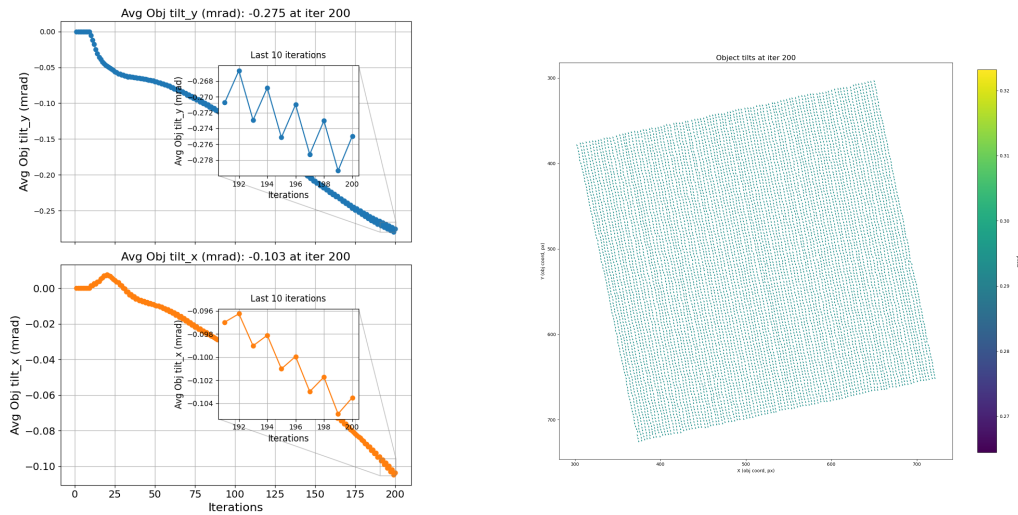 Avg Obj tilt_y (mrad): -0.275 at iter 200
Avg Obj tilt_y (mrad)
0.00
−0.05
−0.10
−0.15
−0.20
−0.25
Last 10 iterations
Avg Obj tilt_y (mrad)
−0.268
−0.272
−0.274
−0.276
−0.278
192 194 196 198 200
Iterations
Avg Obj tilt_x (mrad): -0.103 at iter 200
Avg Obj tilt_x (mrad)
0.00
−0.02
−0.04
−0.06
−0.08
−0.10
Last 10 iterations
Avg Obj tilt_x (mrad)
−0.096
−0.098
−0.100
−0.102
−0.104
192 194 196 198 200
Iterations
0 25 50 75 100 125 150 175 200
Iterations
Object tilts at iter 200
Y (obj coord, px)
300
400
500
600
700
300 400 500 600 700
X (obj coord, px)
0.32
0.31
0.30
0.29
0.28
0.27